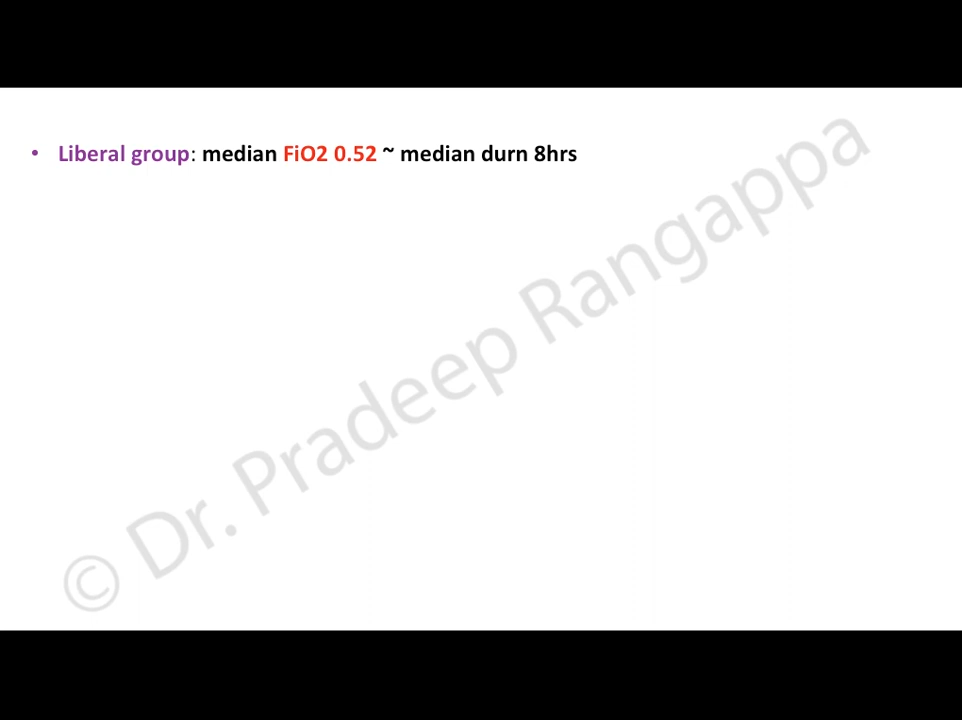 • Liberal group: median FiO2 0.52 ~ median durn 8hrs
© Dr. Pradeep Rangappa